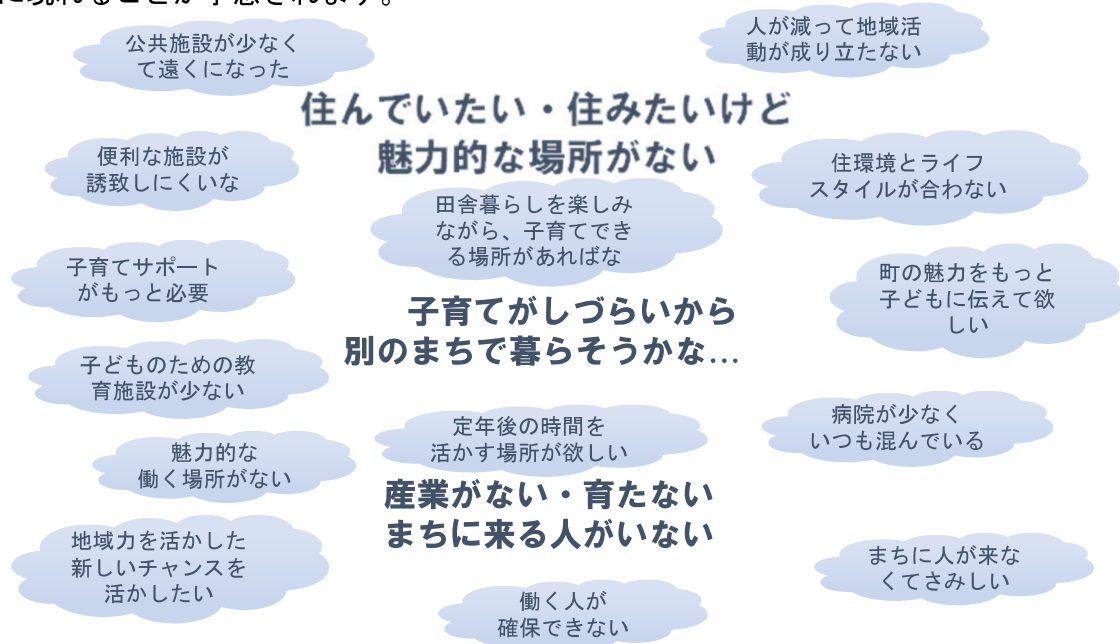 に現れることが予想されます。
公共施設が少なく
て遠くになった
人が減って地域活
動が成り立たない
住んでいたい・住みたいけど
魅力的な場所がない
便利な施設が
誘致しにくいな
住環境とライフ
スタイルが合わない
田舎暮らしを楽しみ
ながら、子育てでき
る場所があればな
子育てサポート
がもっと必要
町の魅力をもっと
子どもに伝えて欲
しい
子育てがしづらいから
別のまちで暮らそうかな…
子どものための教
育施設が少ない
定年後の時間を
活かす場所が欲しい
病院が少なく
いつも混んでいる
魅力的な
働く場所がない
産業がない・育たない
まちに来る人がいない
地域力を活かした
新しいチャンスを
活かしたい
まちに人が来な
くてさみしい
働く人が
確保できない